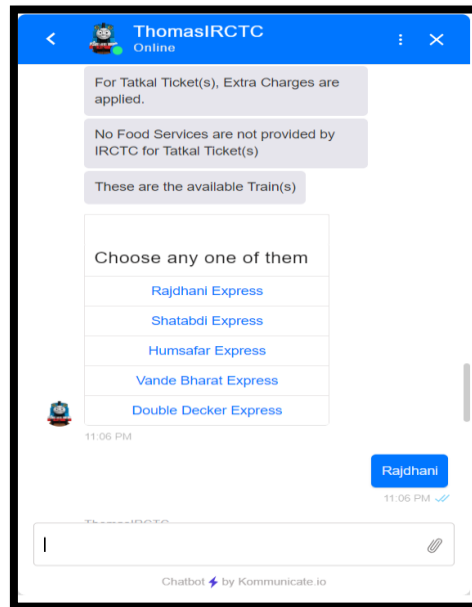 ThomasIRCTC
Online
For Tatkal Ticket(s), Extra Charges are
applied.
No Food Services are not provided by
IRCTC for Tatkal Ticket(s)
These are the available Train(s)
Choose any one of them
Rajdhani Express
Shatabdi Express
Humsafar Express
Vande Bharat Express
Double Decker Express
11:06 PM
Rajdhani
11:06 PM
ThomasIRCTC
Chatbot by Kommunicate.io